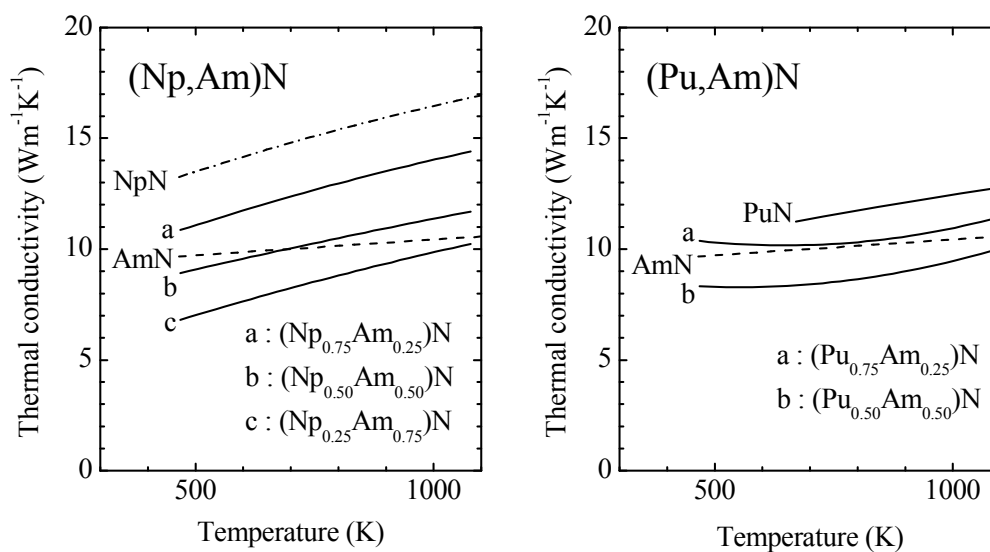 (Np,Am)N
Thermal conductivity (Wm⁻¹K⁻¹)
20
15
10
5
0
NpN
a
AmN
b
c
a : (Np₀.₇₅Am₀.₂₅)N
b : (Np₀.₅₀Am₀.₅₀)N
c : (Np₀.₂₅Am₀.₇₅)N
500
1000
Temperature (K)
(Pu,Am)N
Thermal conductivity (Wm⁻¹K⁻¹)
20
15
10
5
0
PuN
a
AmN
b
a : (Pu₀.₇₅Am₀.₂₅)N
b : (Pu₀.₅₀Am₀.₅₀)N
500
1000
Temperature (K)